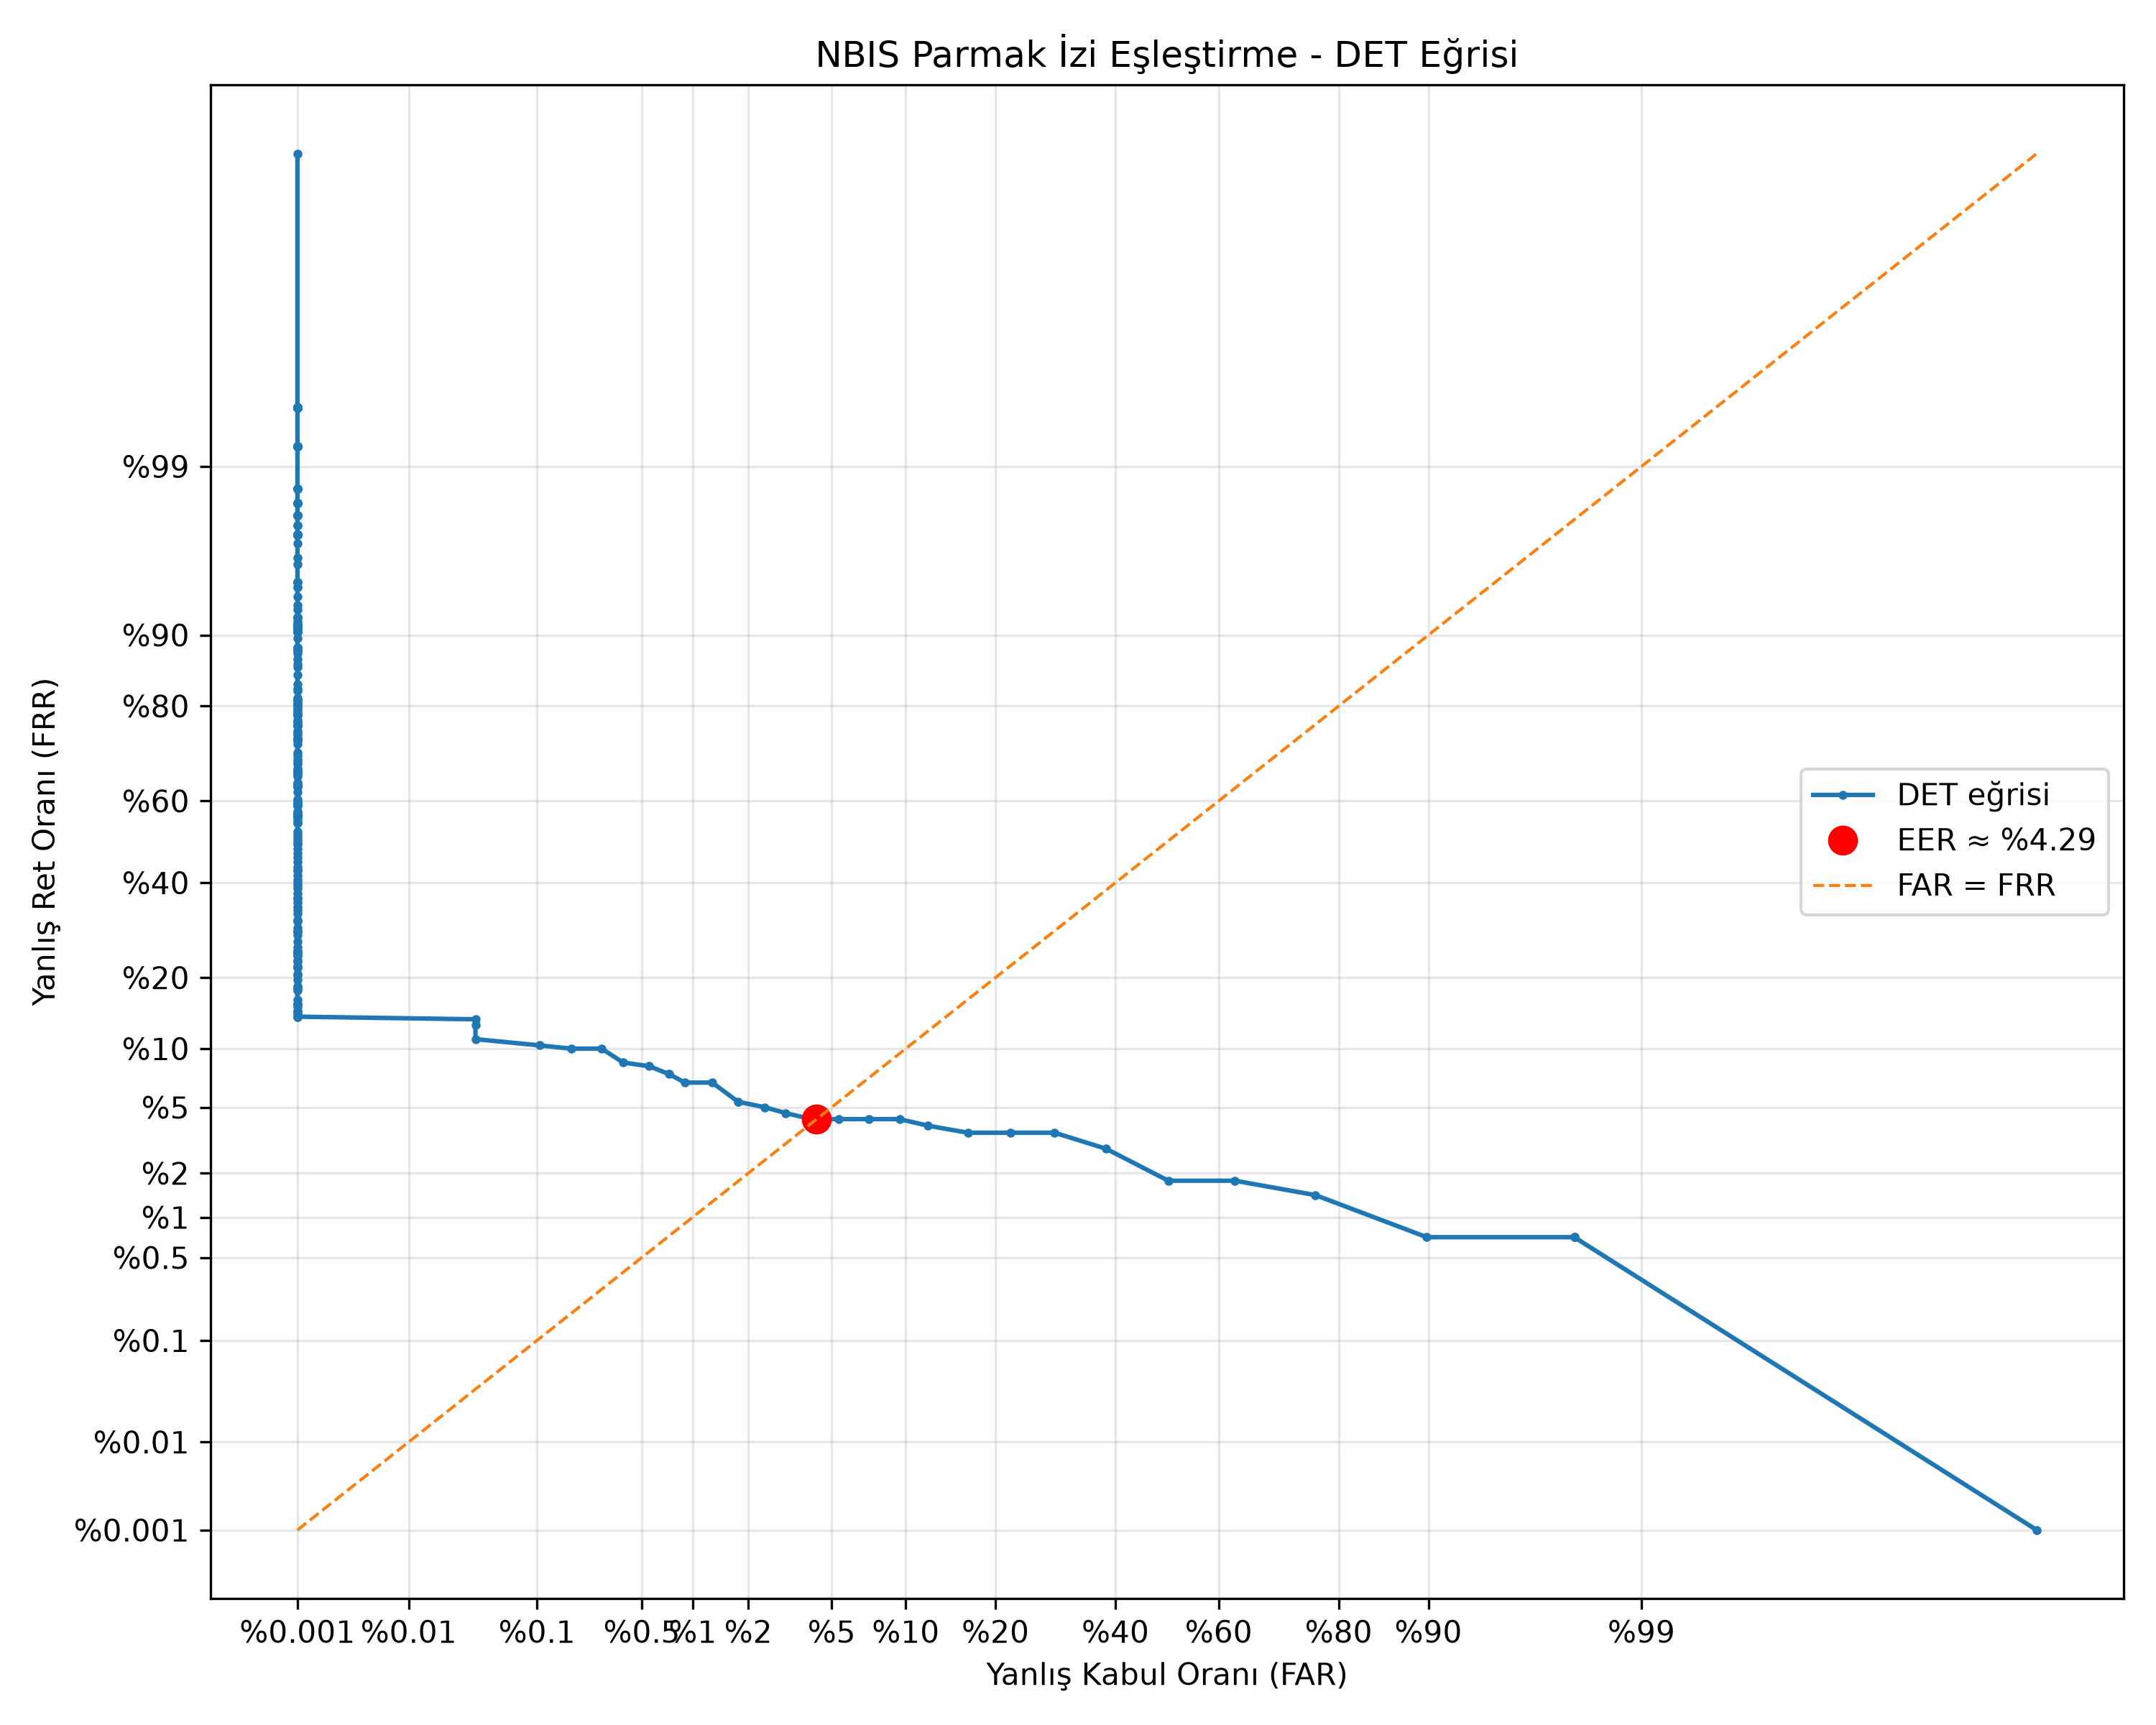 NBIS Parmak İzi Eşleştirme - DET Eğrisi
Yanlış Ret Oranı (FRR)
%99
%90
%80
%60
%40
%20
%10
%5
%2
%1
%0.5
%0.1
%0.01
%0.001
DET eğrisi
EER ≈ %4.29
FAR = FRR
%0.001 %0.01 %0.1 %0.5 %1 %2 %5 %10 %20 %40 %60 %80 %90 %99
Yanlış Kabul Oranı (FAR)